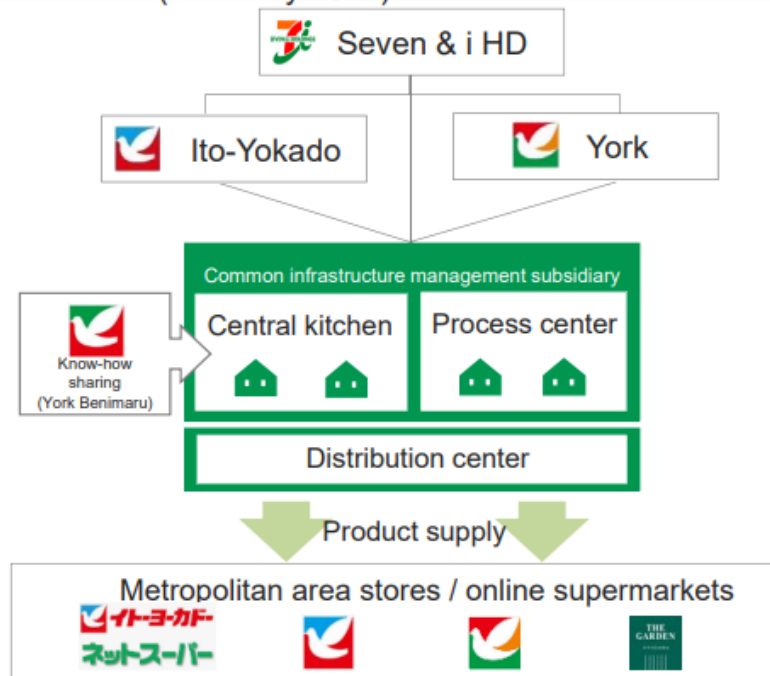 Seven & i HD
Ito-Yokado
York
Common infrastructure management subsidiary
Central kitchen
Process center
Know-how
sharing
(York Benimaru)
Distribution center
Product supply
Metropolitan area stores / online supermarkets
イトーヨーカドー
ネットスーパー
THE
GARDEN